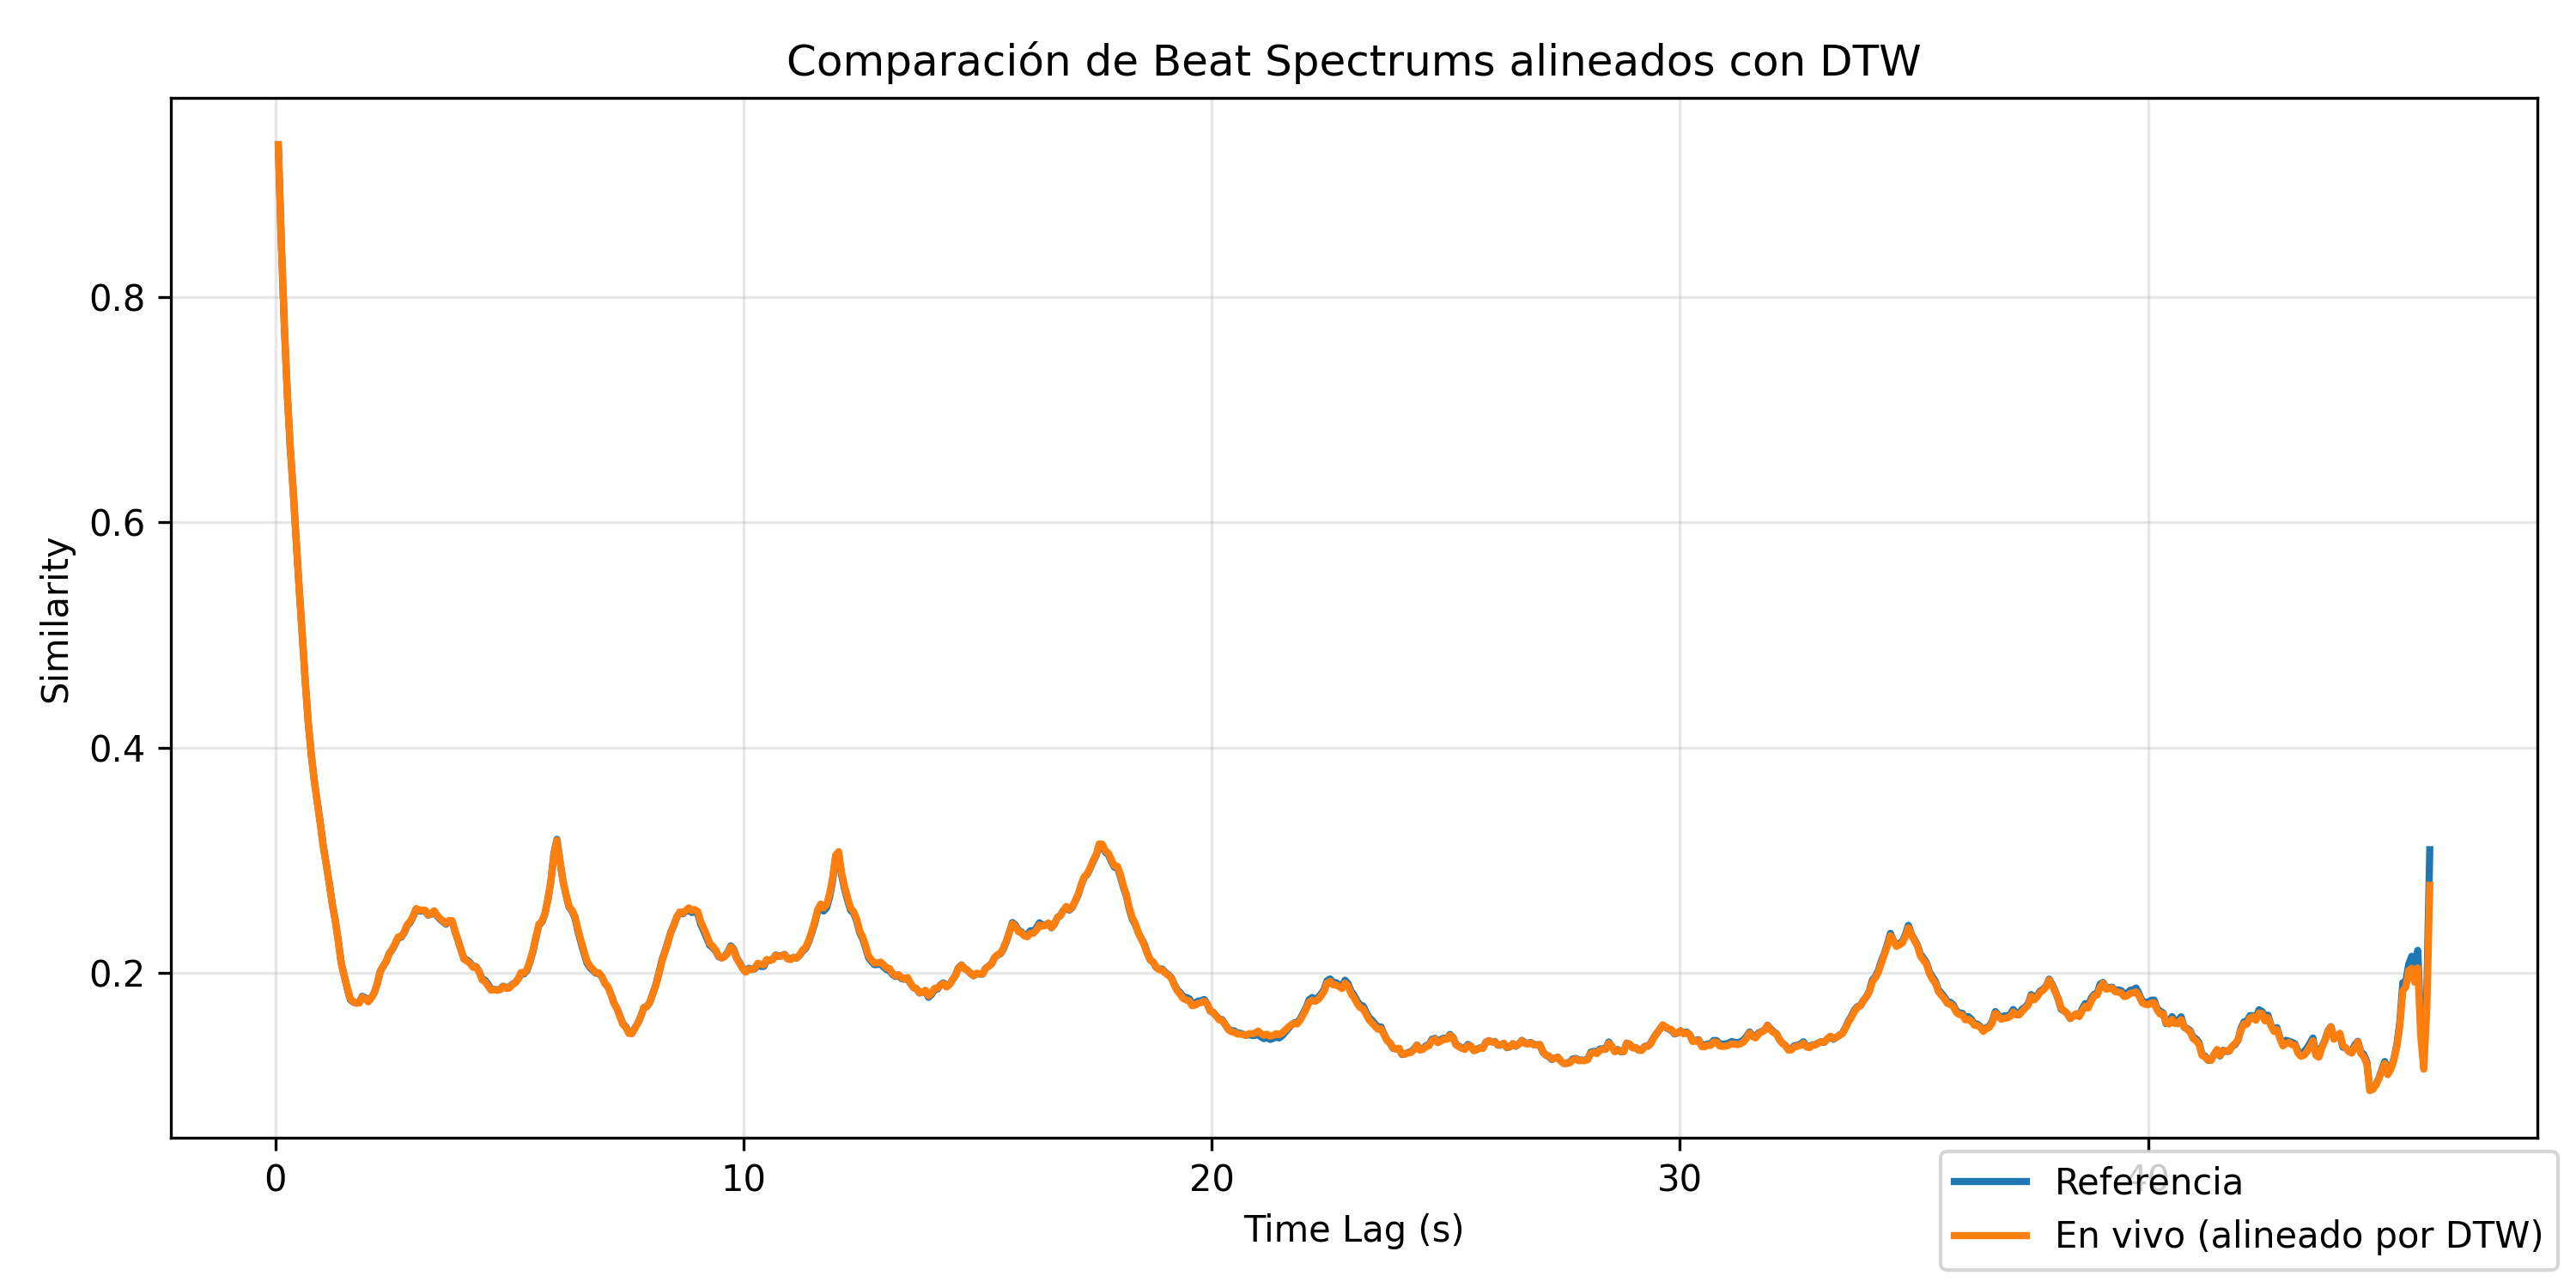 Comparación de Beat Spectrums alineados con DTW
Similarity
0.8
0.6
0.4
0.2
0 10 20 30 40
Time Lag (s)
Referencia
En vivo (alineado por DTW)